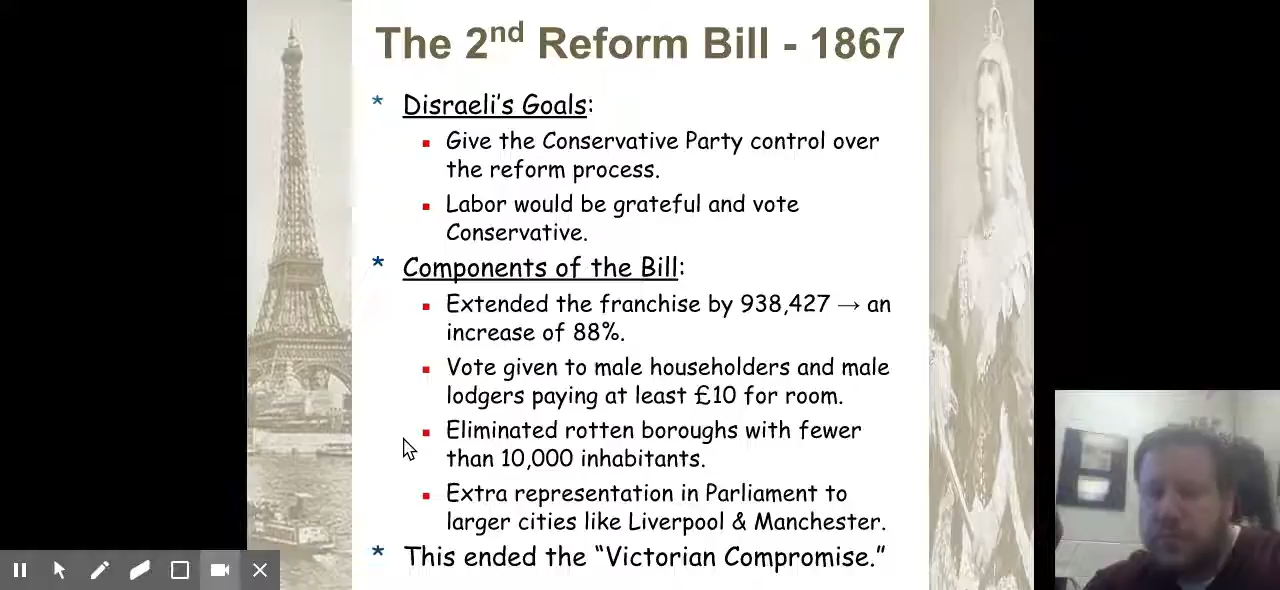 The 2nd Reform Bill - 1867
* Disraeli's Goals:
▪ Give the Conservative Party control over
the reform process.
▪ Labor would be grateful and vote
Conservative.
* Components of the Bill:
▪ Extended the franchise by 938,427 → an
increase of 88%.
▪ Vote given to male householders and male
lodgers paying at least £10 for room.
▪ Eliminated rotten boroughs with fewer
than 10,000 inhabitants.
▪ Extra representation in Parliament to
larger cities like Liverpool & Manchester.
* This ended the “Victorian Compromise.”